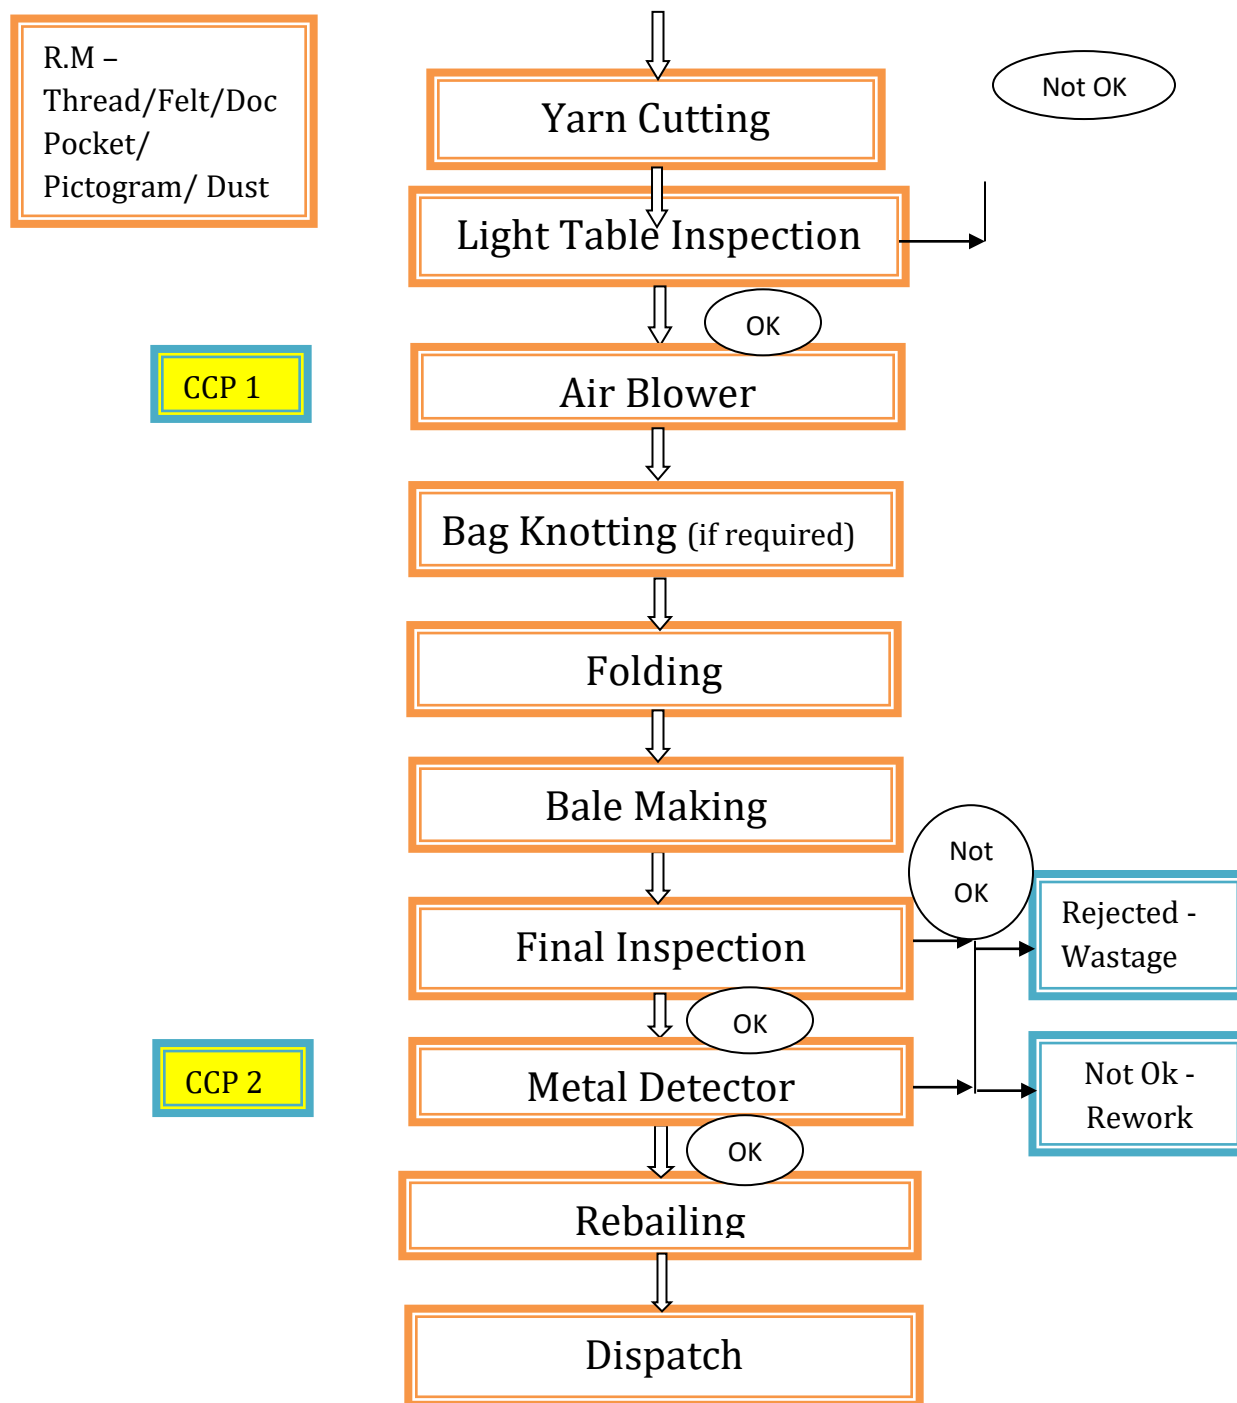 R.M –
Thread/Felt/Doc
Pocket/
Pictogram/ Dust
Yarn Cutting
Not OK
Light Table Inspection
OK
CCP 1
Air Blower
Bag Knotting (if required)
Folding
Bale Making
Not
OK
Rejected -
Wastage
Final Inspection
OK
CCP 2
Metal Detector
Not Ok -
Rework
OK
Rebailing
Dispatch